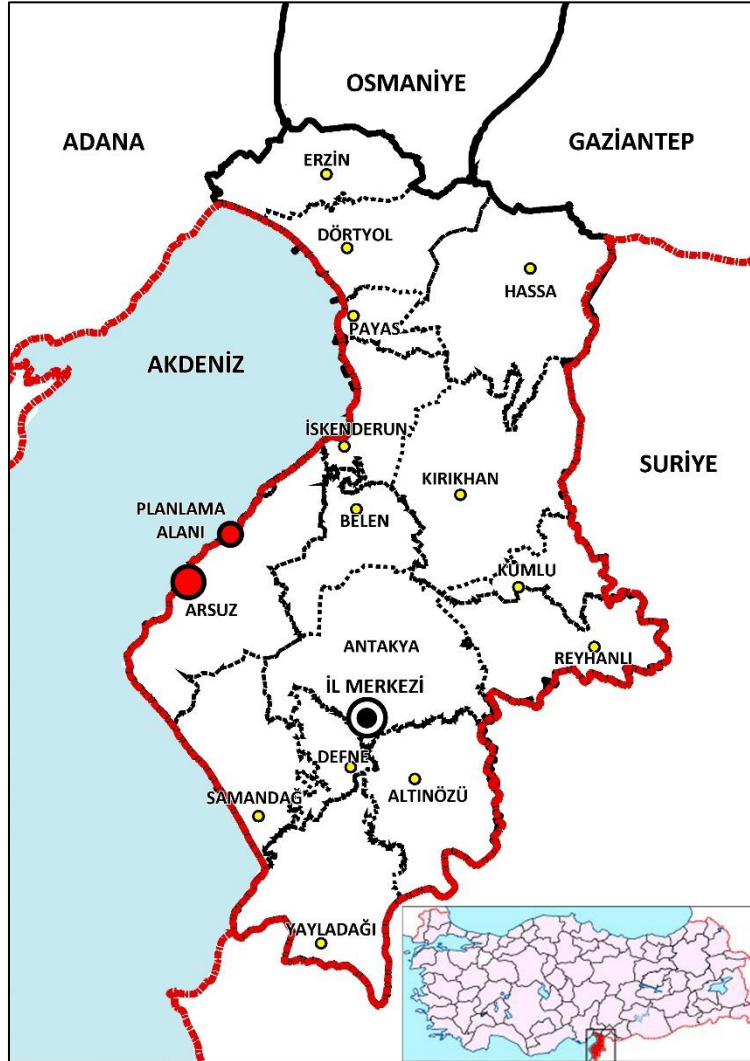 OSMANİYE
ADANA
GAZİANTEP
ERZİN
DÖRTYOL
HASSA
PAYAS
AKDENİZ
İSKENDERUN
SURİYE
KIRIKHAN
PLANLAMA
ALANI
BELEN
KUMLU
ARSUZ
ANTAKYA
REYHANLI
İL MERKEZİ
DEFNE
ALTINÖZÜ
SAMANDAĞ
YAYLADAĞI